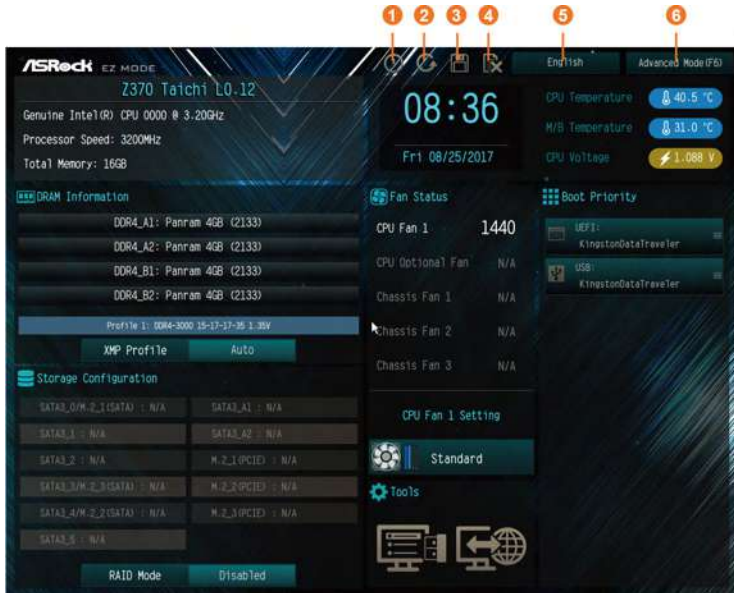 1 2 3 4 5 6
ASRock EZ MODE
English
Advanced Mode(F6)
Z370 Taichi L0.12
Genuine Intel(R) CPU 0000 @ 3.20GHz
Processor Speed: 3200MHz
Total Memory: 16GB
08:36
Fri 08/25/2017
CPU Temperature 40.5 °C
M/B Temperature 31.0 °C
CPU Voltage 1.088 V
DRAM Information
DDR4_A1: Panram 4GB (2133)
DDR4_A2: Panram 4GB (2133)
DDR4_B1: Panram 4GB (2133)
DDR4_B2: Panram 4GB (2133)
Profile 1: DDR4-3000 15-17-17-35 1.35V
XMP Profile Auto
Storage Configuration
SATA3_0/M.2_1(SATA) : N/A
SATA3_A1 : N/A
SATA3_1 : N/A
SATA3_A2 : N/A
SATA3_2 : N/A
M.2_1(PCIE) : N/A
SATA3_3/M.2_3(SATA) : N/A
M.2_2(PCIE) : N/A
SATA3_4/M.2_2(SATA) : N/A
M.2_3(PCIE) : N/A
SATA3_5 : N/A
RAID Mode Disabled
Fan Status
CPU Fan 1 1440
CPU Optional Fan N/A
Chassis Fan 1 N/A
Chassis Fan 2 N/A
Chassis Fan 3 N/A
CPU Fan 1 Setting
Standard
Tools
Boot Priority
UEFI:
KingstonDataTraveler
USB:
KingstonDataTraveler